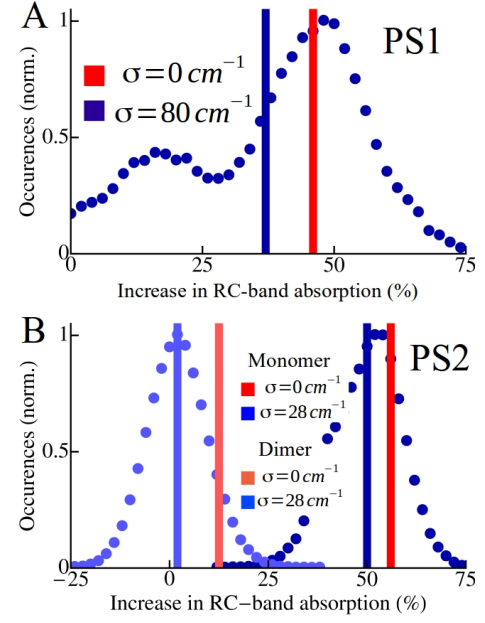 A
PS1
1
σ=0 cm⁻¹
σ=80 cm⁻¹
0.5
0
0 25 50 75
Occurences (norm.)
Increase in RC-band absorption (%)
B
PS2
1
Monomer
σ=0 cm⁻¹
σ=28 cm⁻¹
0.5
Dimer
σ=0 cm⁻¹
σ=28 cm⁻¹
0
−25 0 25 50 75
Occurences (norm.)
Increase in RC−band absorption (%)